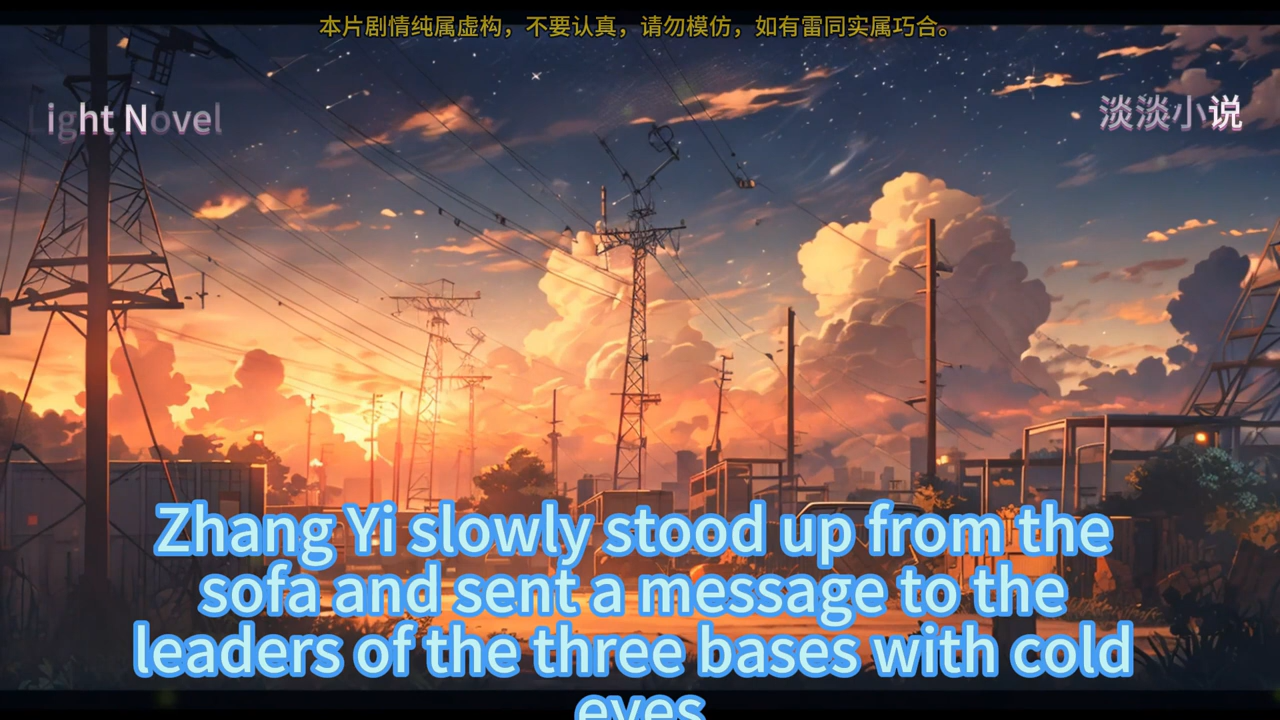 本片剧情纯属虚构，不要认真，请勿模仿，如有雷同实属巧合。
Light Novel
淡淡小说
Zhang Yi slowly stood up from the
sofa and sent a message to the
leaders of the three bases with cold
eyes